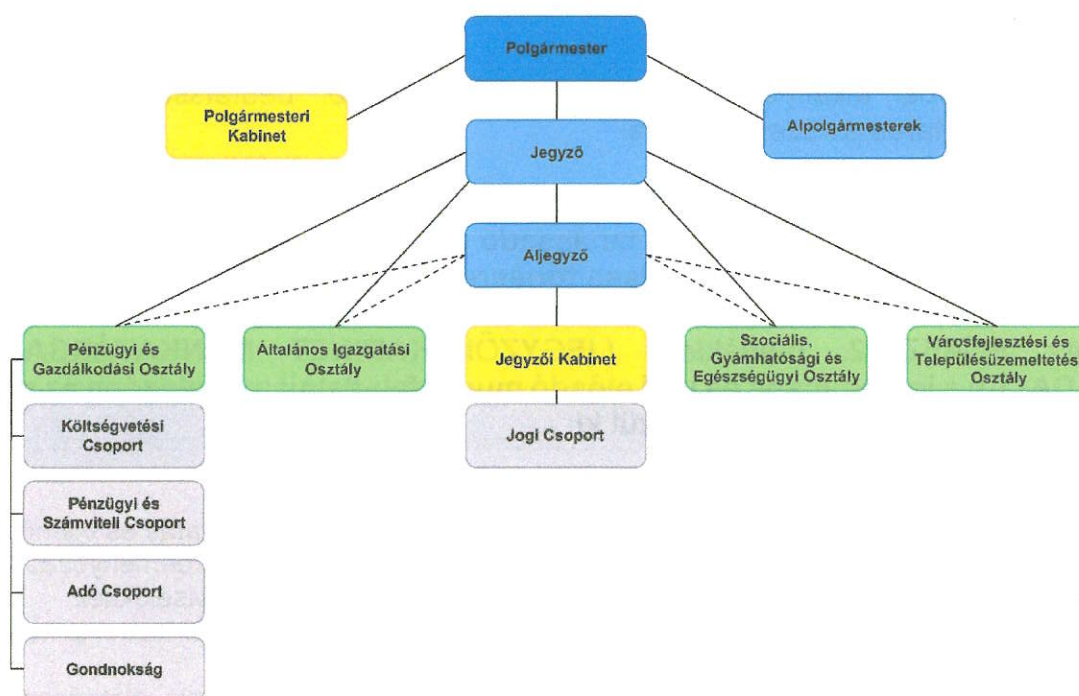 Polgármester
Polgármesteri
Kabinet
Alpolgármesterek
Jegyző
Aljegyző
Pénzügyi és
Gazdálkodási Osztály
Általános Igazgatási
Osztály
Jegyzői Kabinet
Szociális,
Gyámhatósági és
Egészségügyi Osztály
Városfejlesztési és
Településüzemeltetés
Osztály
Költségvetési
Csoport
Jogi Csoport
Pénzügyi és
Számviteli Csoport
Adó Csoport
Gondnokság